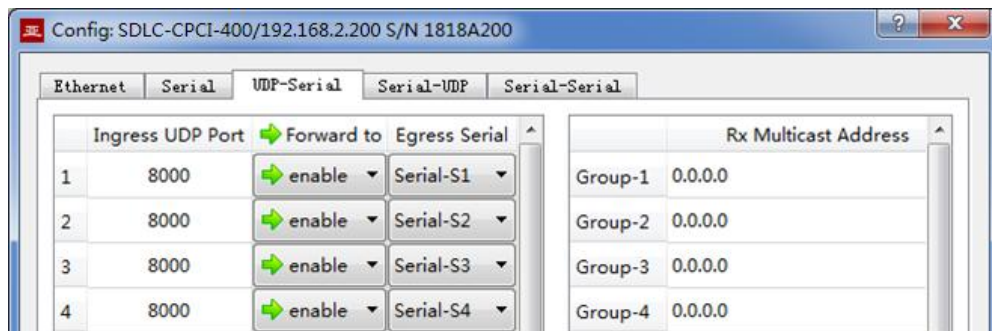 亚 Config: SDLC-CPCI-400/192.168.2.200 S/N 1818A200 ? X
Ethernet Serial UDP-Serial Serial-UDP Serial-Serial
Ingress UDP Port Forward to Egress Serial Rx Multicast Address
1 8000 enable Serial-S1 Group-1 0.0.0.0
2 8000 enable Serial-S2 Group-2 0.0.0.0
3 8000 enable Serial-S3 Group-3 0.0.0.0
4 8000 enable Serial-S4 Group-4 0.0.0.0